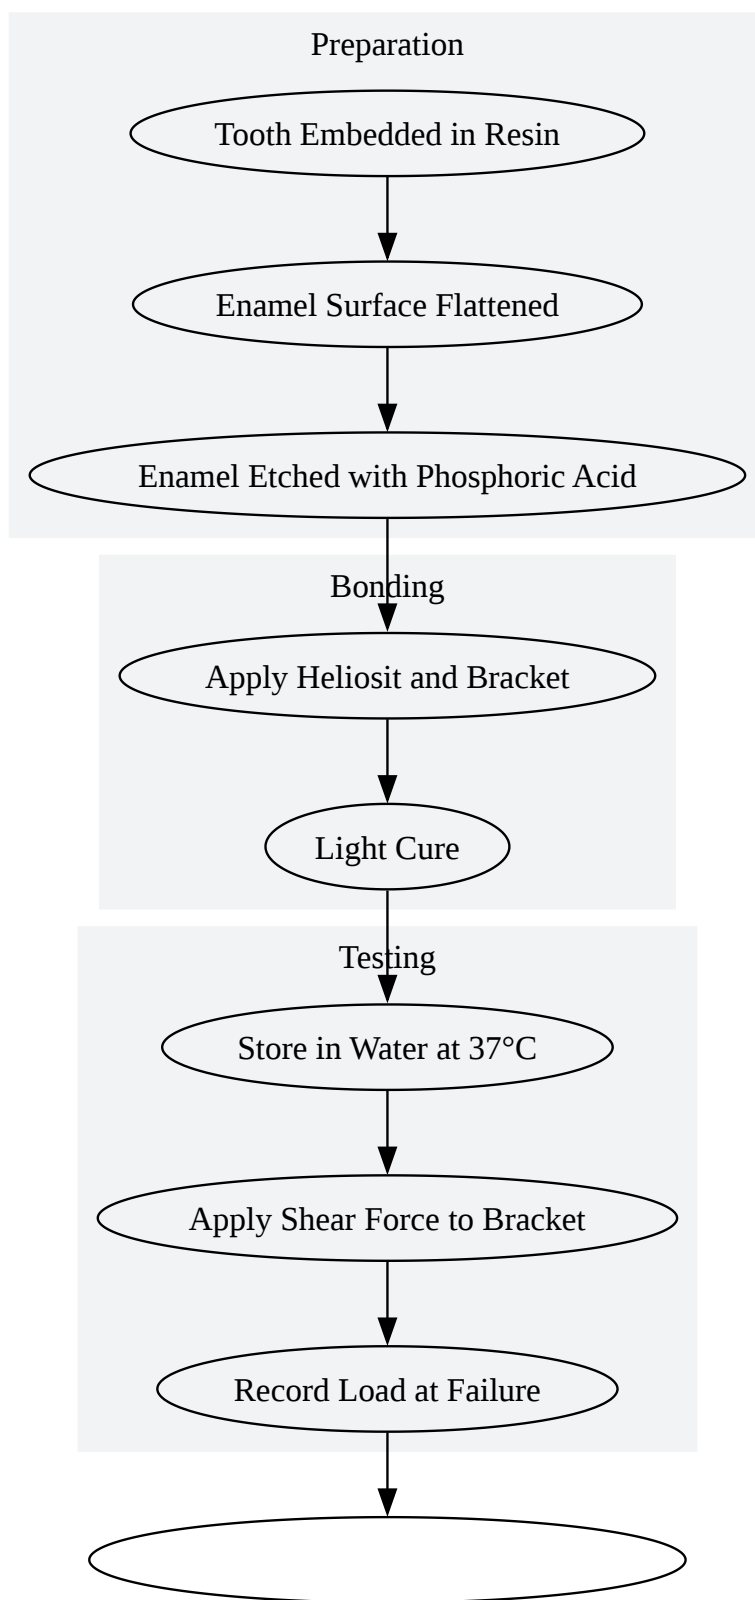 Preparation
Tooth Embedded in Resin
Enamel Surface Flattened
Enamel Etched with Phosphoric Acid
Bonding
Apply Heliosit and Bracket
Light Cure
Testing
Store in Water at 37°C
Apply Shear Force to Bracket
Record Load at Failure